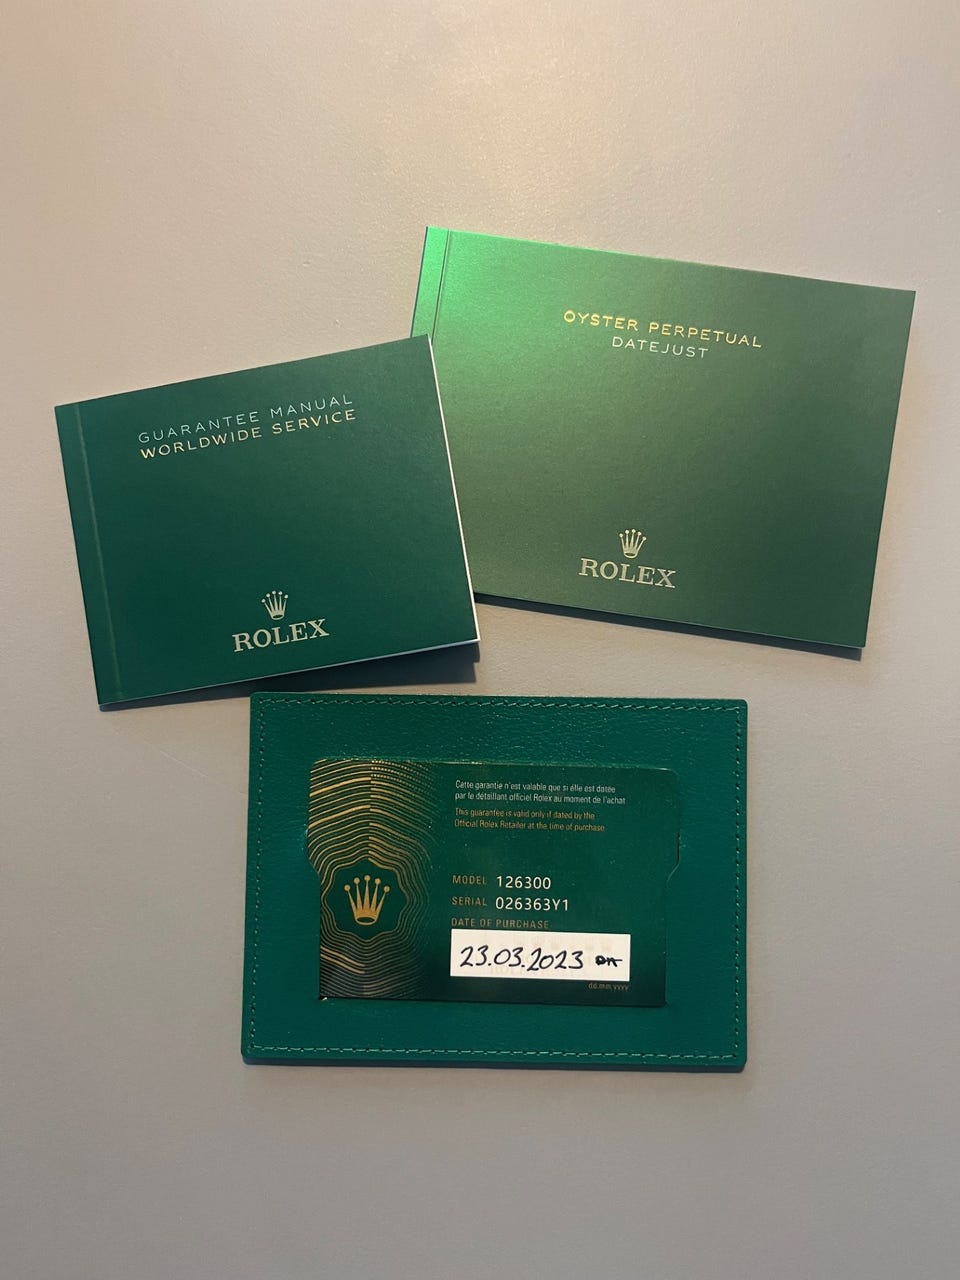 OYSTER PERPETUAL
DATEJUST
ROLEX
GUARANTEE MANUAL
WORLDWIDE SERVICE
ROLEX
Cette garantie n'est valable que si elle est datée
par le détaillant officiel Rolex au moment de l'achat
This guarantee is valid only if dated by the
Official Rolex Retailer at the time of purchase
MODEL 126300
SERIAL 026363Y1
DATE OF PURCHASE
23.03.2023
dd.mm.yyyy